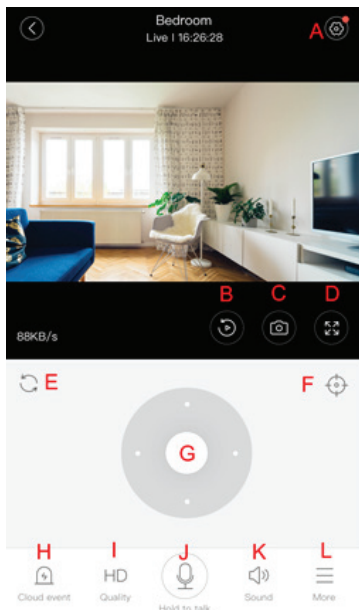 Bedroom
Live | 16:26:28
A
B C D
88KB/s
E F
G
H I J K L
HD
Cloud event Quality Hold to talk Sound More